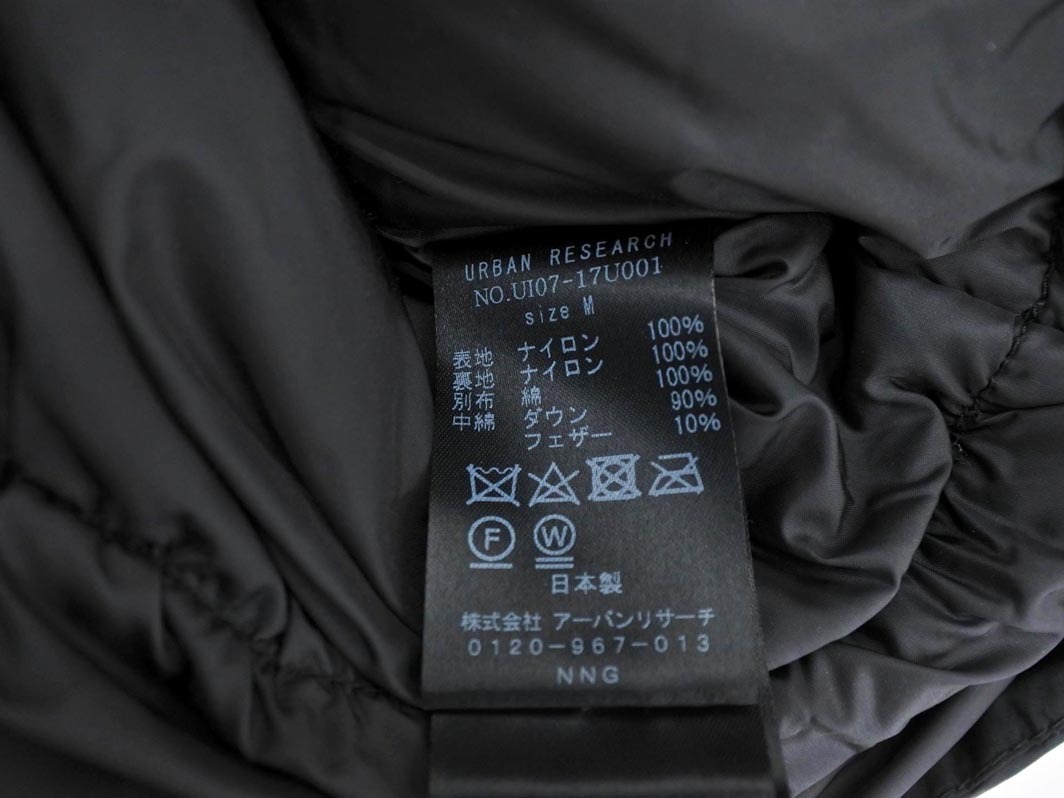 URBAN RESEARCH
NO.UI07-17U001
size M
表地 ナイロン 100%
裏地 ナイロン 100%
別布 綿 100%
中綿 ダウン 90%
フェザー 10%
F W
日本製
株式会社 アーバンリサーチ
0120-967-013
NNG